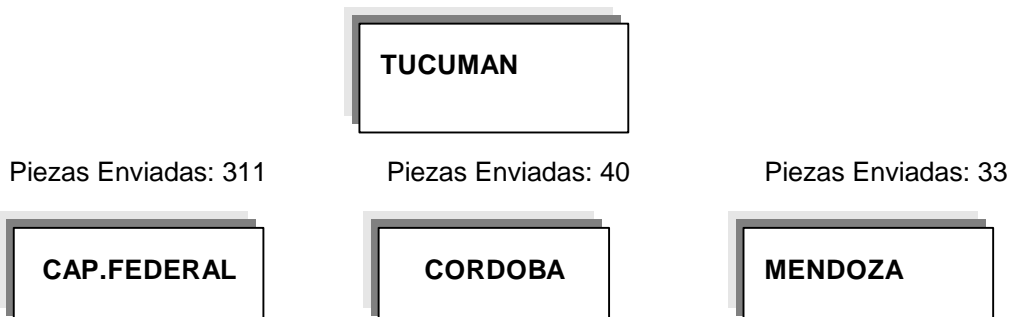 TUCUMAN
Piezas Enviadas: 311 Piezas Enviadas: 40 Piezas Enviadas: 33
CAP.FEDERAL CORDOBA MENDOZA